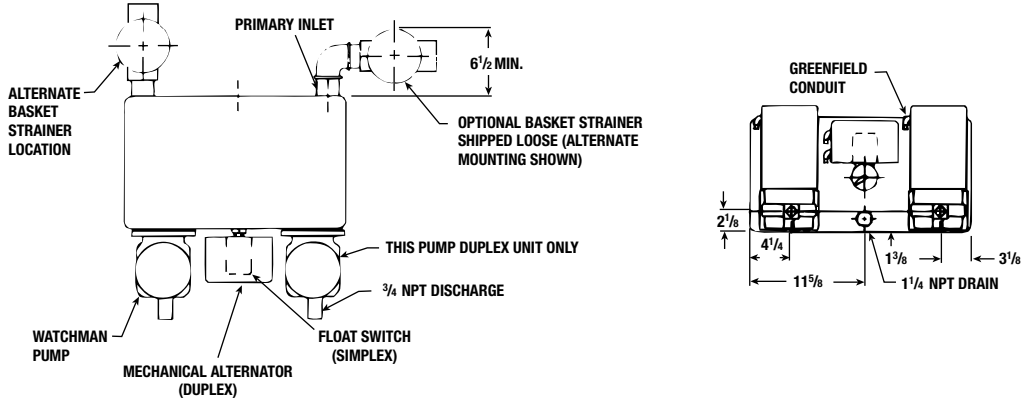 PRIMARY INLET
6 1/2 MIN.
ALTERNATE
BASKET
STRAINER
LOCATION
OPTIONAL BASKET STRAINER
SHIPPED LOOSE (ALTERNATE
MOUNTING SHOWN)
THIS PUMP DUPLEX UNIT ONLY
3/4 NPT DISCHARGE
WATCHMAN
PUMP
FLOAT SWITCH
(SIMPLEX)
MECHANICAL ALTERNATOR
(DUPLEX)
GREENFIELD
CONDUIT
2 1/8
4 1/4
1 3/8
3 1/8
11 5/8
1 1/4 NPT DRAIN